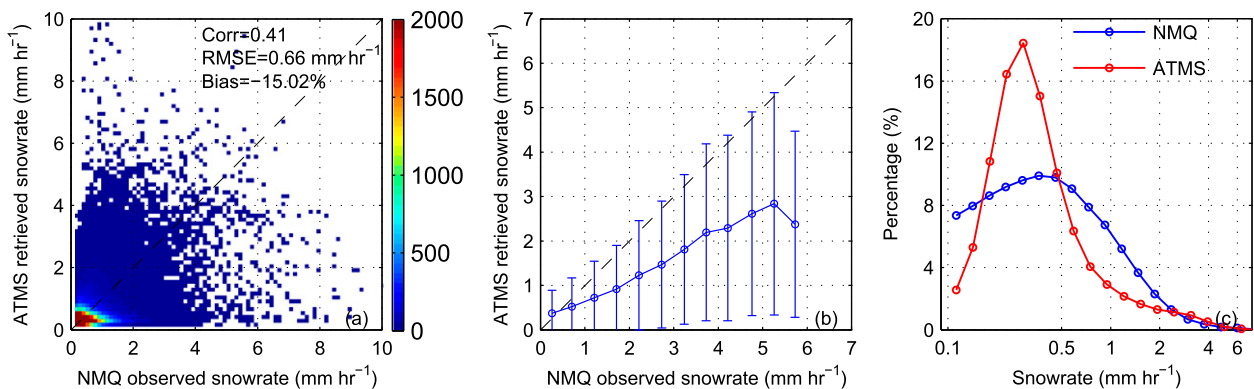 ATMS retrieved snowrate (mm hr⁻¹)
10
8
6
4
2
0
0 2 4 6 8 10
NMQ observed snowrate (mm hr⁻¹)
Corr=0.41
RMSE=0.66 mm hr⁻¹
Bias=−15.02%
(a)
2000
1500
1000
500
0
ATMS retrieved snowrate (mm hr⁻¹)
7
6
5
4
3
2
1
0
0 1 2 3 4 5 6 7
NMQ observed snowrate (mm hr⁻¹)
(b)
Percentage (%)
20
16
12
8
4
0
0.1 0.5 1 2 4 6
Snowrate (mm hr⁻¹)
NMQ
ATMS
(c)